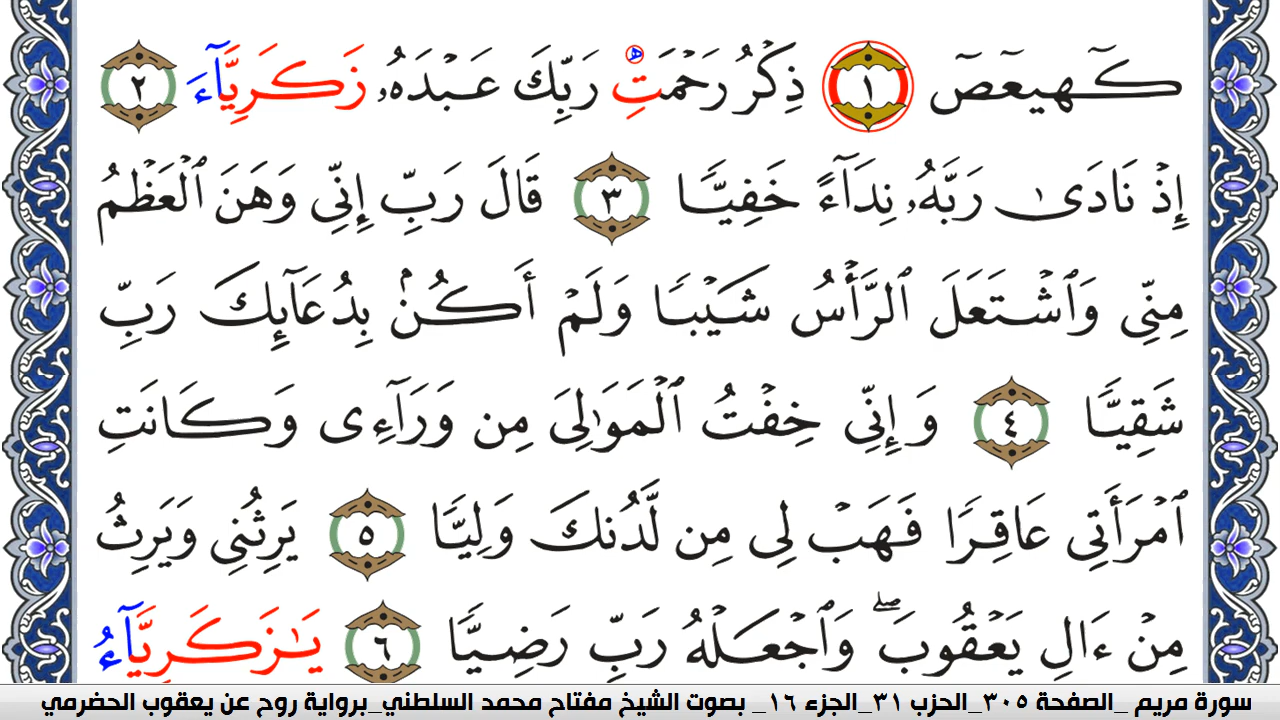 كٓهيعٓصٓ ١ ذِكْرُ رَحْمَتِ رَبِّكَ عَبْدَهُۥ زَكَرِيَّآءَ ٢
إِذْ نَادَىٰ رَبَّهُۥ نِدَآءً خَفِيًّا ٣ قَالَ رَبِّ إِنِّى وَهَنَ ٱلْعَظْمُ
مِنِّى وَٱشْتَعَلَ ٱلرَّأْسُ شَيْبًا وَلَمْ أَكُنۢ بِدُعَآئِكَ رَبِّ
شَقِيًّا ٤ وَإِنِّى خِفْتُ ٱلْمَوَٰلِىَ مِن وَرَآءِى وَكَانَتِ
ٱمْرَأَتِى عَاقِرًا فَهَبْ لِى مِن لَّدُنكَ وَلِيًّا ٥ يَرِثُنِى وَيَرِثُ
مِنْ ءَالِ يَعْقُوبَ ۖ وَٱجْعَلْهُ رَبِّ رَضِيًّا ٦ يَـٰزَكَرِيَّآءُ
سورة مريم _الصفحة ٣٠٥_الحزب ٣١_الجزء ١٦_ بصوت الشيخ مفتاح محمد السلطني_برواية روح عن يعقوب الحضرمي